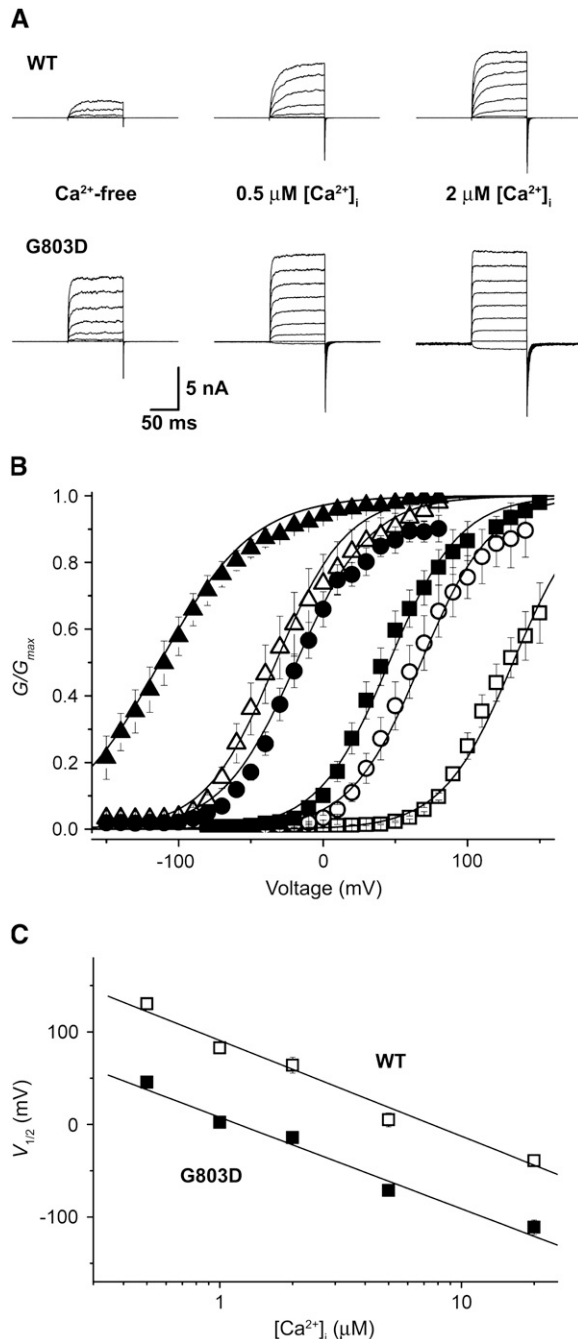 A
WT
Ca²⁺-free
0.5 μM [Ca²⁺]ᵢ
2 μM [Ca²⁺]ᵢ
G803D
5 nA
50 ms
B
1.0
0.8
0.6
0.4
0.2
0.0
G/Gmax
-100
0
100
Voltage (mV)
C
100
0
-100
V1/2 (mV)
WT
G803D
1
10
[Ca²⁺]ᵢ (μM)